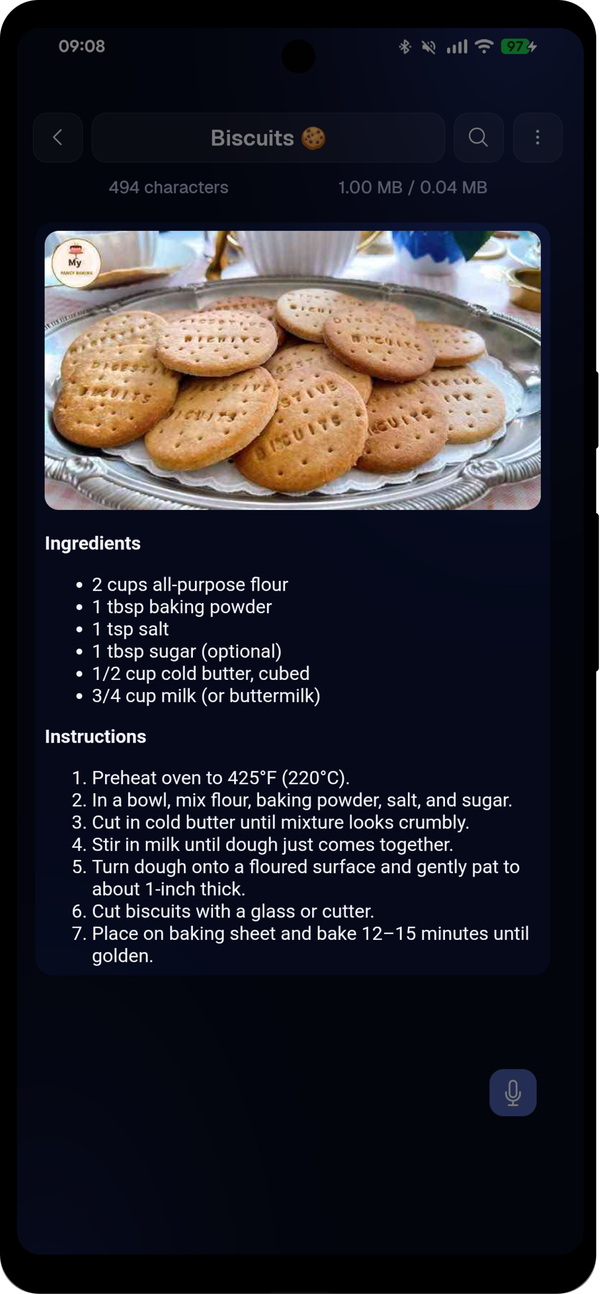 09:08
97
Biscuits 🍪
494 characters
1.00 MB / 0.04 MB
My
FANCY BAKING
Ingredients
• 2 cups all-purpose flour
• 1 tbsp baking powder
• 1 tsp salt
• 1 tbsp sugar (optional)
• 1/2 cup cold butter, cubed
• 3/4 cup milk (or buttermilk)
Instructions
1. Preheat oven to 425°F (220°C).
2. In a bowl, mix flour, baking powder, salt, and sugar.
3. Cut in cold butter until mixture looks crumbly.
4. Stir in milk until dough just comes together.
5. Turn dough onto a floured surface and gently pat to
about 1-inch thick.
6. Cut biscuits with a glass or cutter.
7. Place on baking sheet and bake 12–15 minutes until
golden.